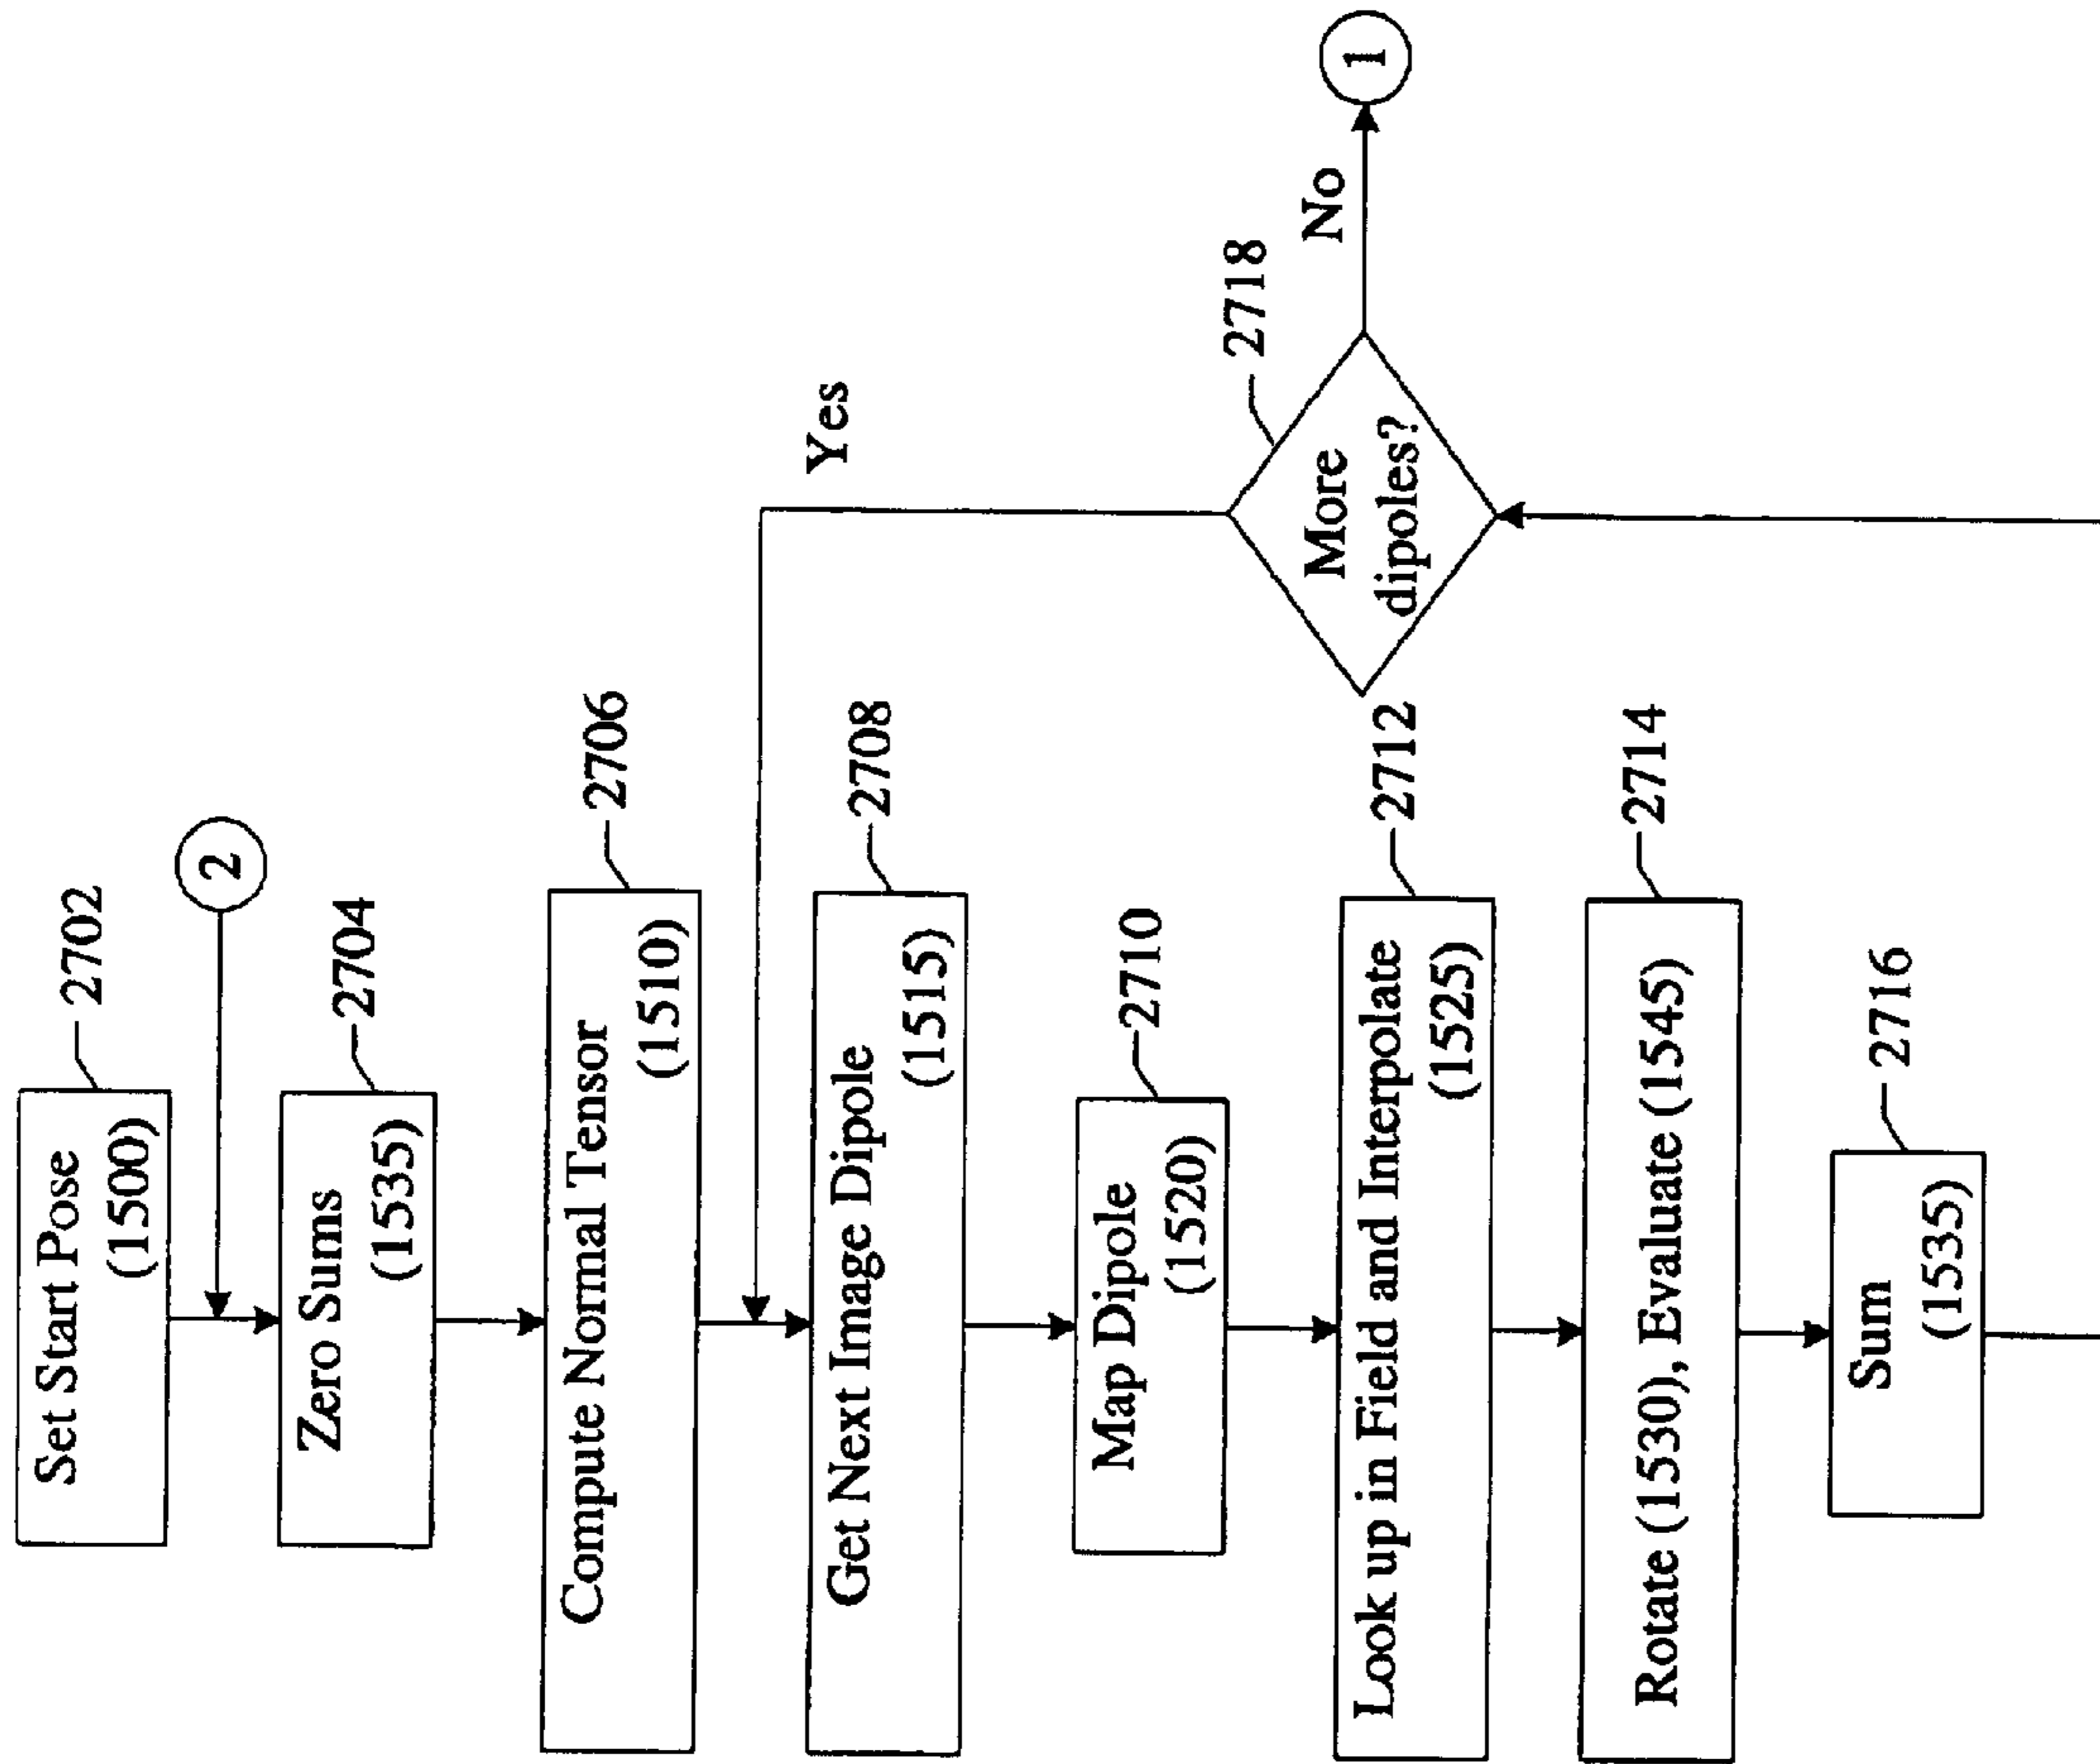 Set Start Pose
(1500)
2702
2
Zero Sums
(1535)
2704
Compute Normal Tensor
(1510)
2706
Get Next Image Dipole
(1515)
2708
Map Dipole
(1520)
2710
Look up in Field and Interpolate
(1525)
2712
Rotate (1530), Evaluate (1545)
2714
Sum
(1535)
2716
More
dipoles?
2718
Yes
No
1